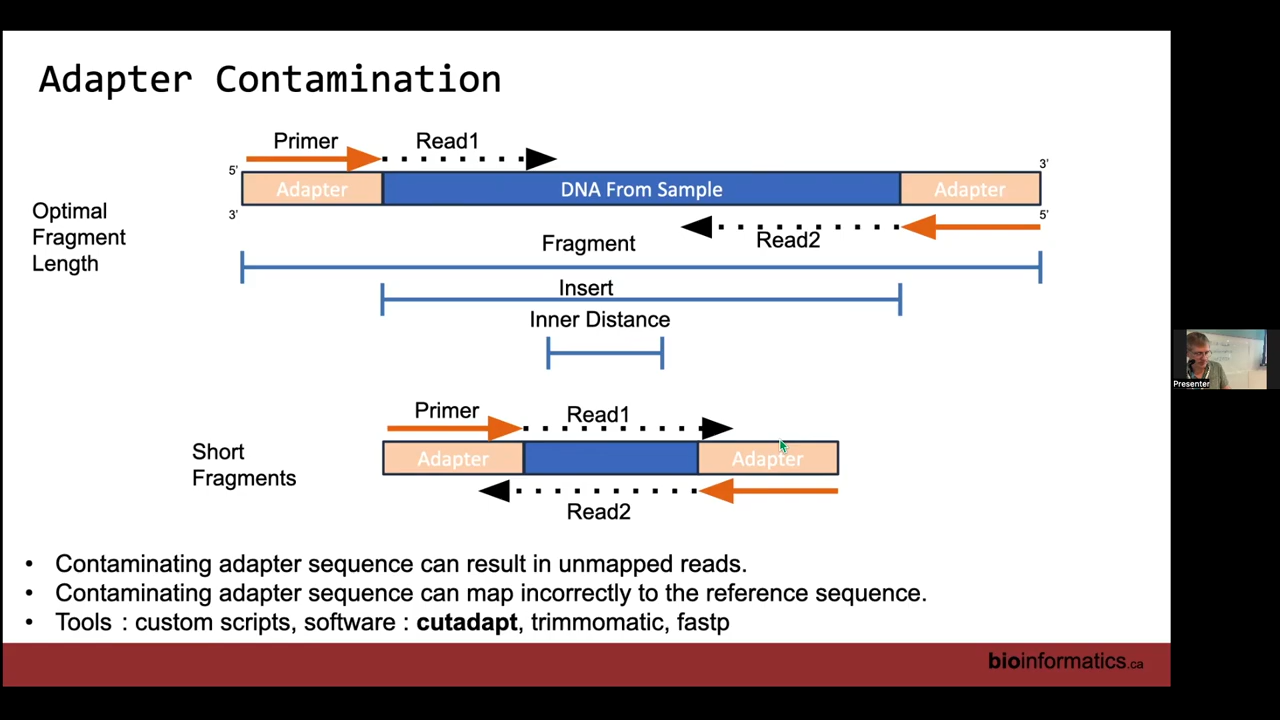 Adapter Contamination
Primer
Read1
5'
3'
Adapter
DNA From Sample
Adapter
3'
5'
Optimal
Fragment
Length
Read2
Fragment
Insert
Inner Distance
Primer
Read1
Short
Fragments
Adapter
Adapter
Read2
Presenter
• Contaminating adapter sequence can result in unmapped reads.
• Contaminating adapter sequence can map incorrectly to the reference sequence.
• Tools : custom scripts, software : cutadapt, trimmomatic, fastp
bioinformatics.ca